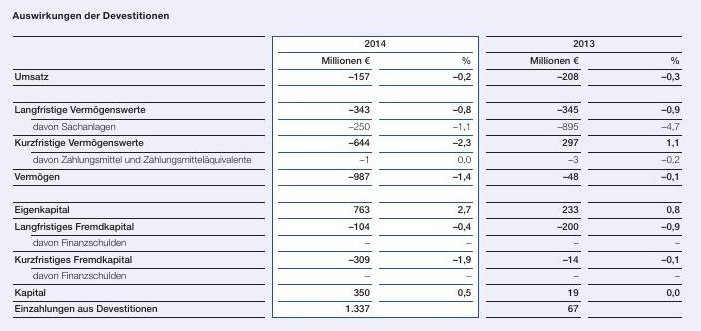 Auswirkungen der Devestitionen
2014 2013
Millionen € % Millionen € %
Umsatz –157 –0,2 –208 –0,3
Langfristige Vermögenswerte –343 –0,8 –345 –0,9
davon Sachanlagen –250 –1,1 –895 –4,7
Kurzfristige Vermögenswerte –644 –2,3 297 1,1
davon Zahlungsmittel und Zahlungsmitteläquivalente –1 0,0 –3 –0,2
Vermögen –987 –1,4 –48 –0,1
Eigenkapital 763 2,7 233 0,8
Langfristiges Fremdkapital –104 –0,4 –200 –0,9
davon Finanzschulden – – – –
Kurzfristiges Fremdkapital –309 –1,9 –14 –0,1
davon Finanzschulden – – – –
Kapital 350 0,5 19 0,0
Einzahlungen aus Devestitionen 1.337 67